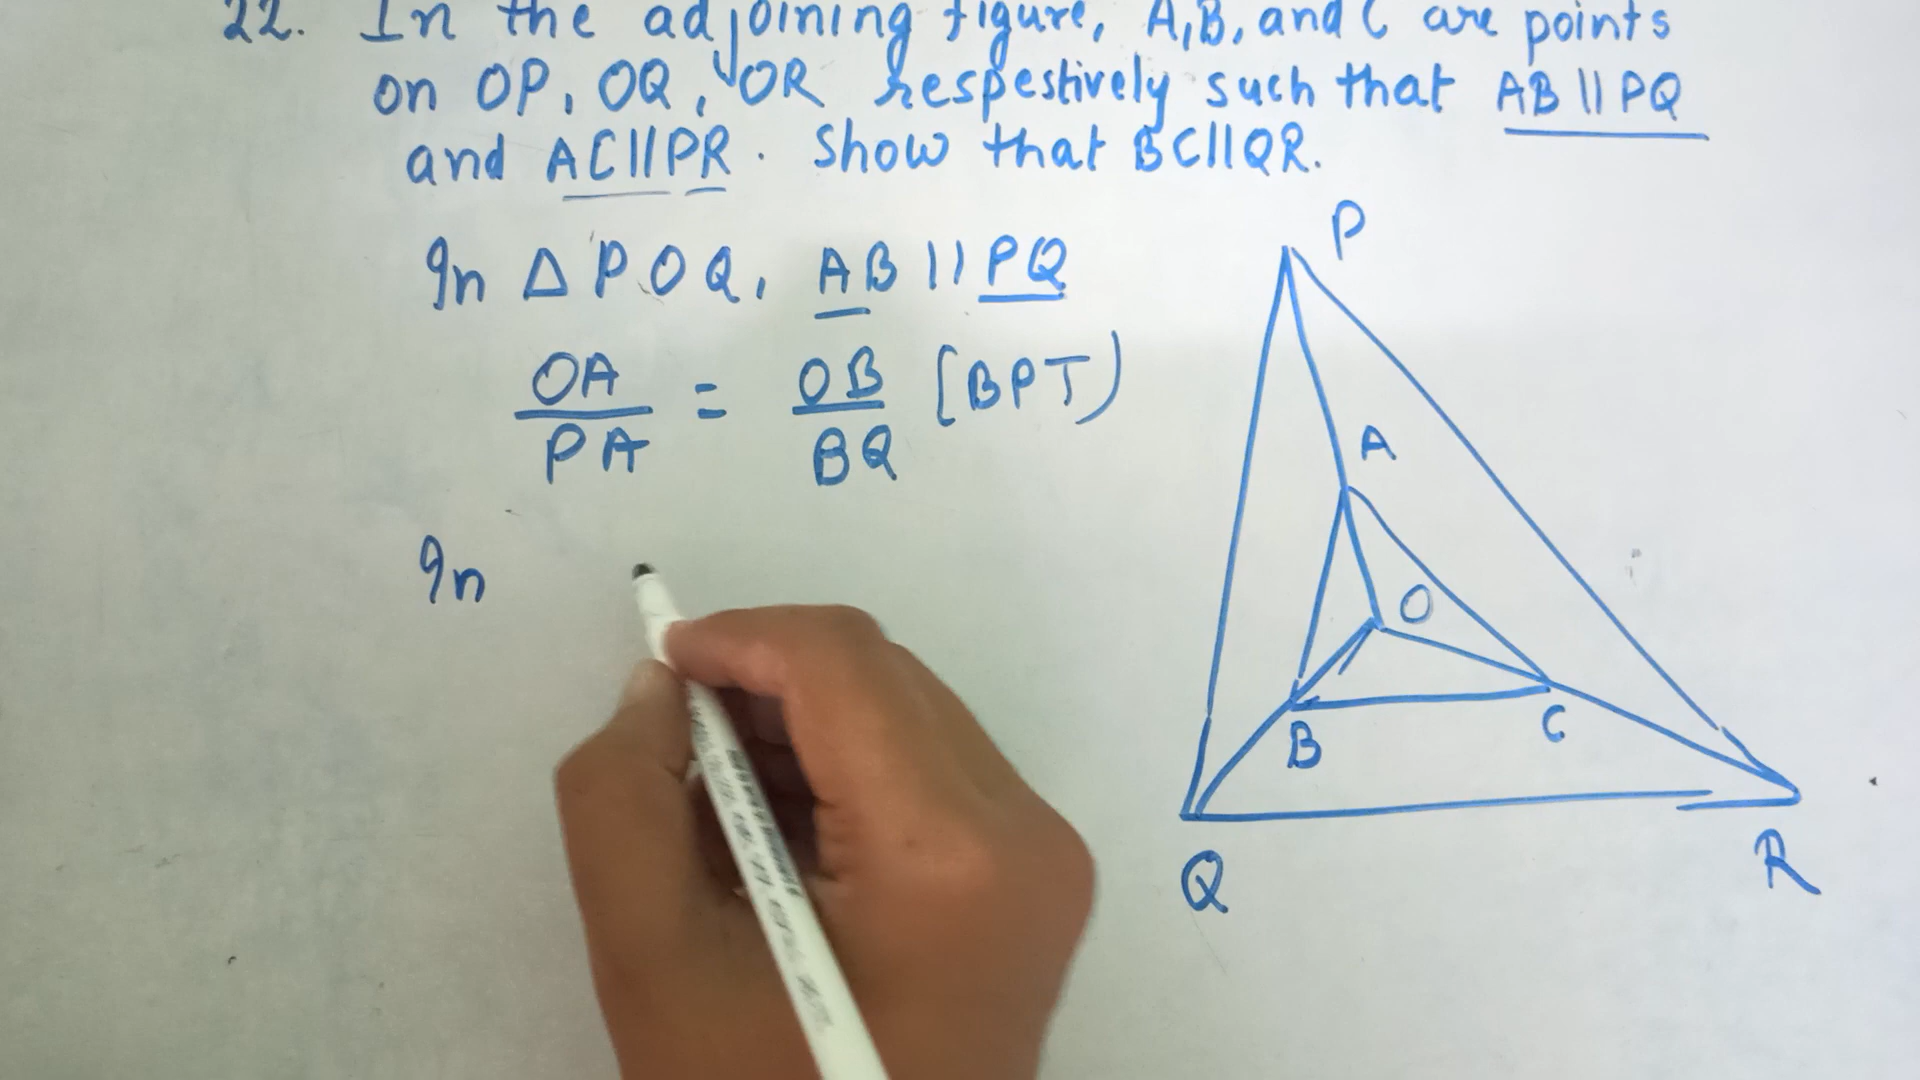 22. In the adjoining figure, A, B, and C are points
on OP, OQ, OR respestively such that AB || PQ
and AC||PR. Show that BC||QR.
In Δ POQ, AB || PQ
OA/PA = OB/BQ (BPT)
In
P
A
O
B
C
Q
R